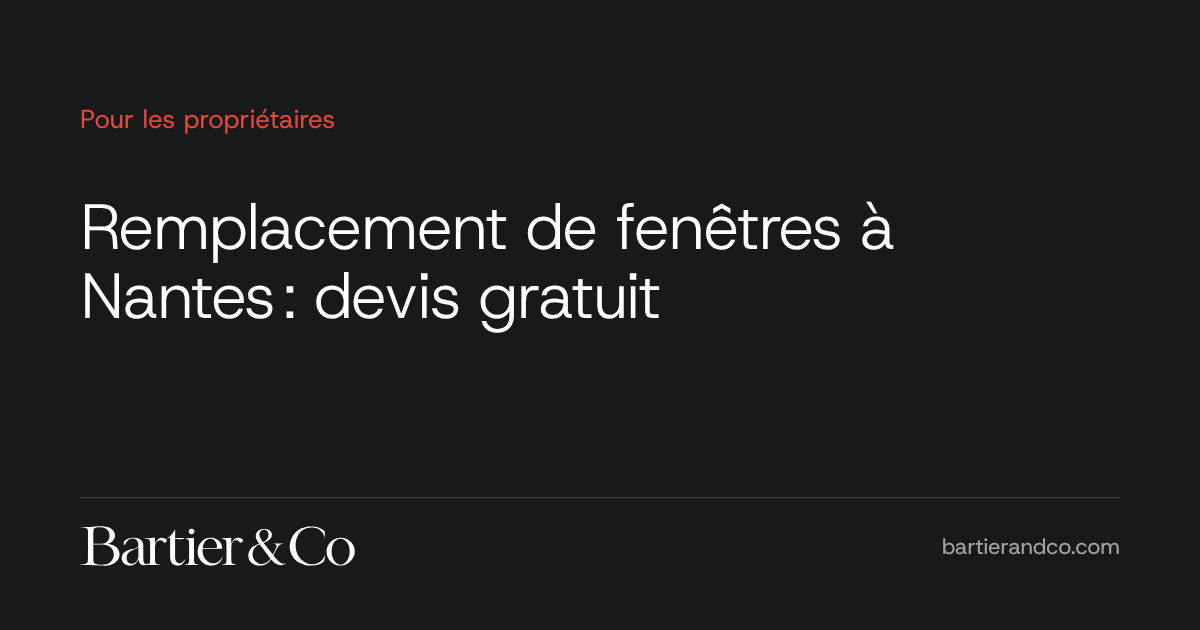 Pour les propriétaires
Remplacement de fenêtres à
Nantes : devis gratuit
Bartier & Co
bartierandco.com